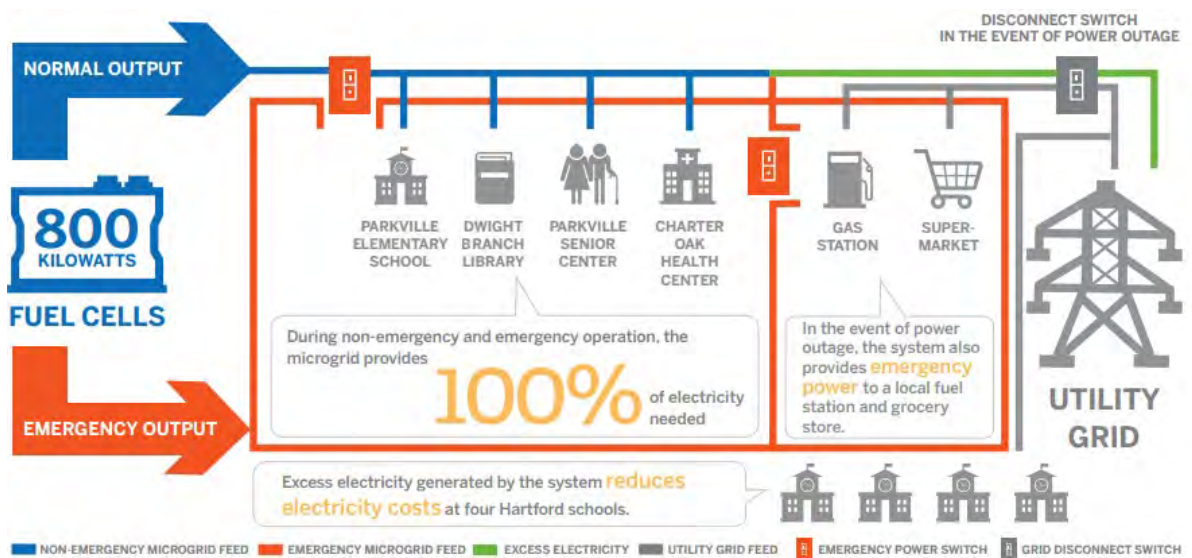 DISCONNECT SWITCH
IN THE EVENT OF POWER OUTAGE
NORMAL OUTPUT
800
KILOWATTS
FUEL CELLS
EMERGENCY OUTPUT
PARKVILLE
ELEMENTARY
SCHOOL
DWIGHT
BRANCH
LIBRARY
PARKVILLE
SENIOR
CENTER
CHARTER
OAK
HEALTH
CENTER
GAS
STATION
SUPER-
MARKET
During non-emergency and emergency operation, the
microgrid provides
100%
of electricity
needed
In the event of power
outage, the system also
provides emergency
power to a local fuel
station and grocery
store.
UTILITY
GRID
Excess electricity generated by the system reduces
electricity costs at four Hartford schools.
NON-EMERGENCY MICROGRID FEED
EMERGENCY MICROGRID FEED
EXCESS ELECTRICITY
UTILITY GRID FEED
EMERGENCY POWER SWITCH
GRID DISCONNECT SWITCH